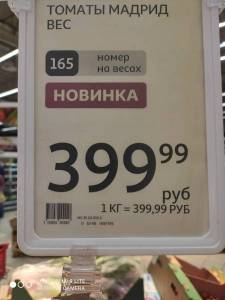 ТОМАТЫ МАДРИД
ВЕС
165 номер
на весах
НОВИНКА
399 99
руб
1 КГ = 399,99 РУБ